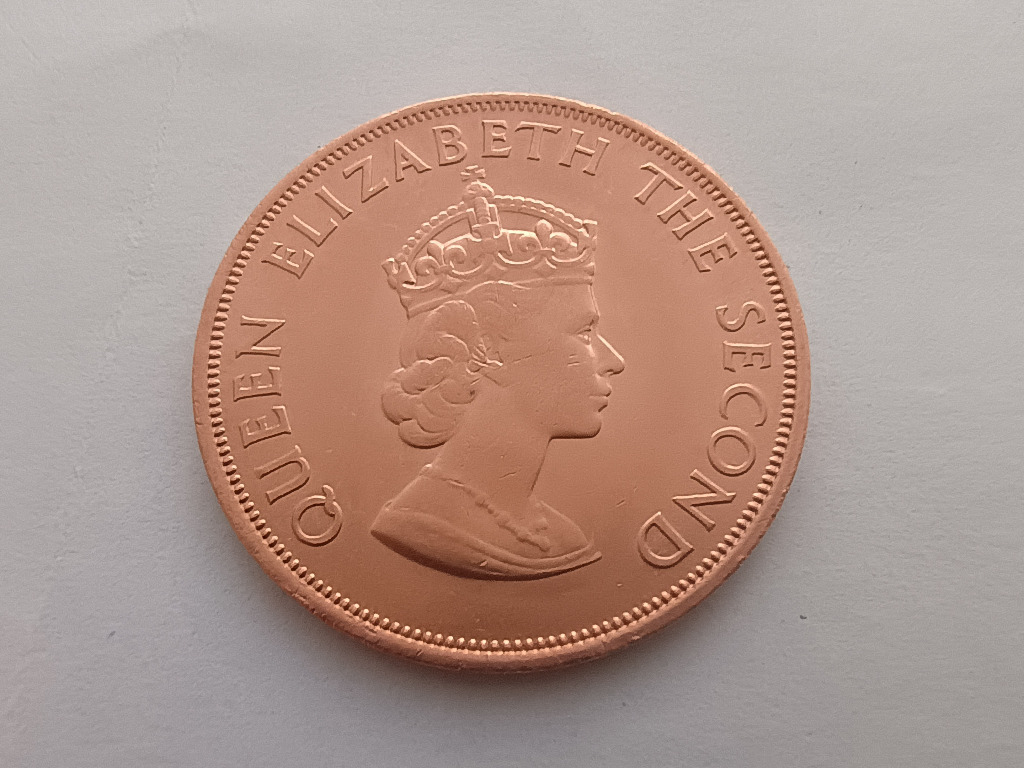 QUEEN ELIZABETH THE SECOND